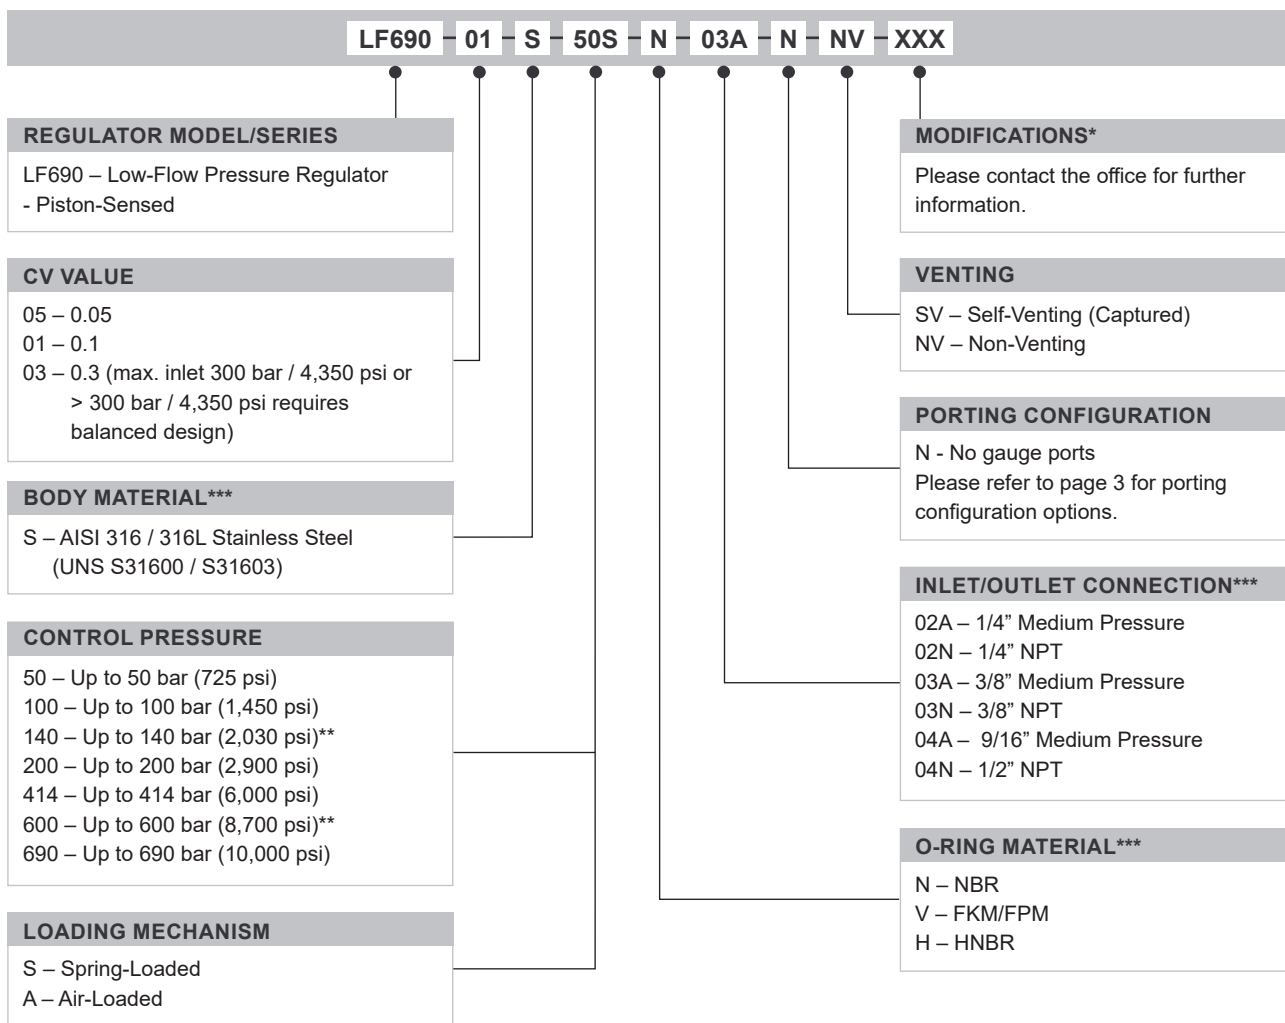 LF690 01 S 50S N 03A N NV XXX
REGULATOR MODEL/SERIES
LF690 – Low-Flow Pressure Regulator
- Piston-Sensed
CV VALUE
05 – 0.05
01 – 0.1
03 – 0.3 (max. inlet 300 bar / 4,350 psi or
> 300 bar / 4,350 psi requires
balanced design)
BODY MATERIAL***
S – AISI 316 / 316L Stainless Steel
(UNS S31600 / S31603)
CONTROL PRESSURE
50 – Up to 50 bar (725 psi)
100 – Up to 100 bar (1,450 psi)
140 – Up to 140 bar (2,030 psi)**
200 – Up to 200 bar (2,900 psi)
414 – Up to 414 bar (6,000 psi)
600 – Up to 600 bar (8,700 psi)**
690 – Up to 690 bar (10,000 psi)
LOADING MECHANISM
S – Spring-Loaded
A – Air-Loaded
MODIFICATIONS*
Please contact the office for further
information.
VENTING
SV – Self-Venting (Captured)
NV – Non-Venting
PORTING CONFIGURATION
N - No gauge ports
Please refer to page 3 for porting
configuration options.
INLET/OUTLET CONNECTION***
02A – 1/4” Medium Pressure
02N – 1/4” NPT
03A – 3/8” Medium Pressure
03N – 3/8” NPT
04A – 9/16” Medium Pressure
04N – 1/2” NPT
O-RING MATERIAL***
N – NBR
V – FKM/FPM
H – HNBR